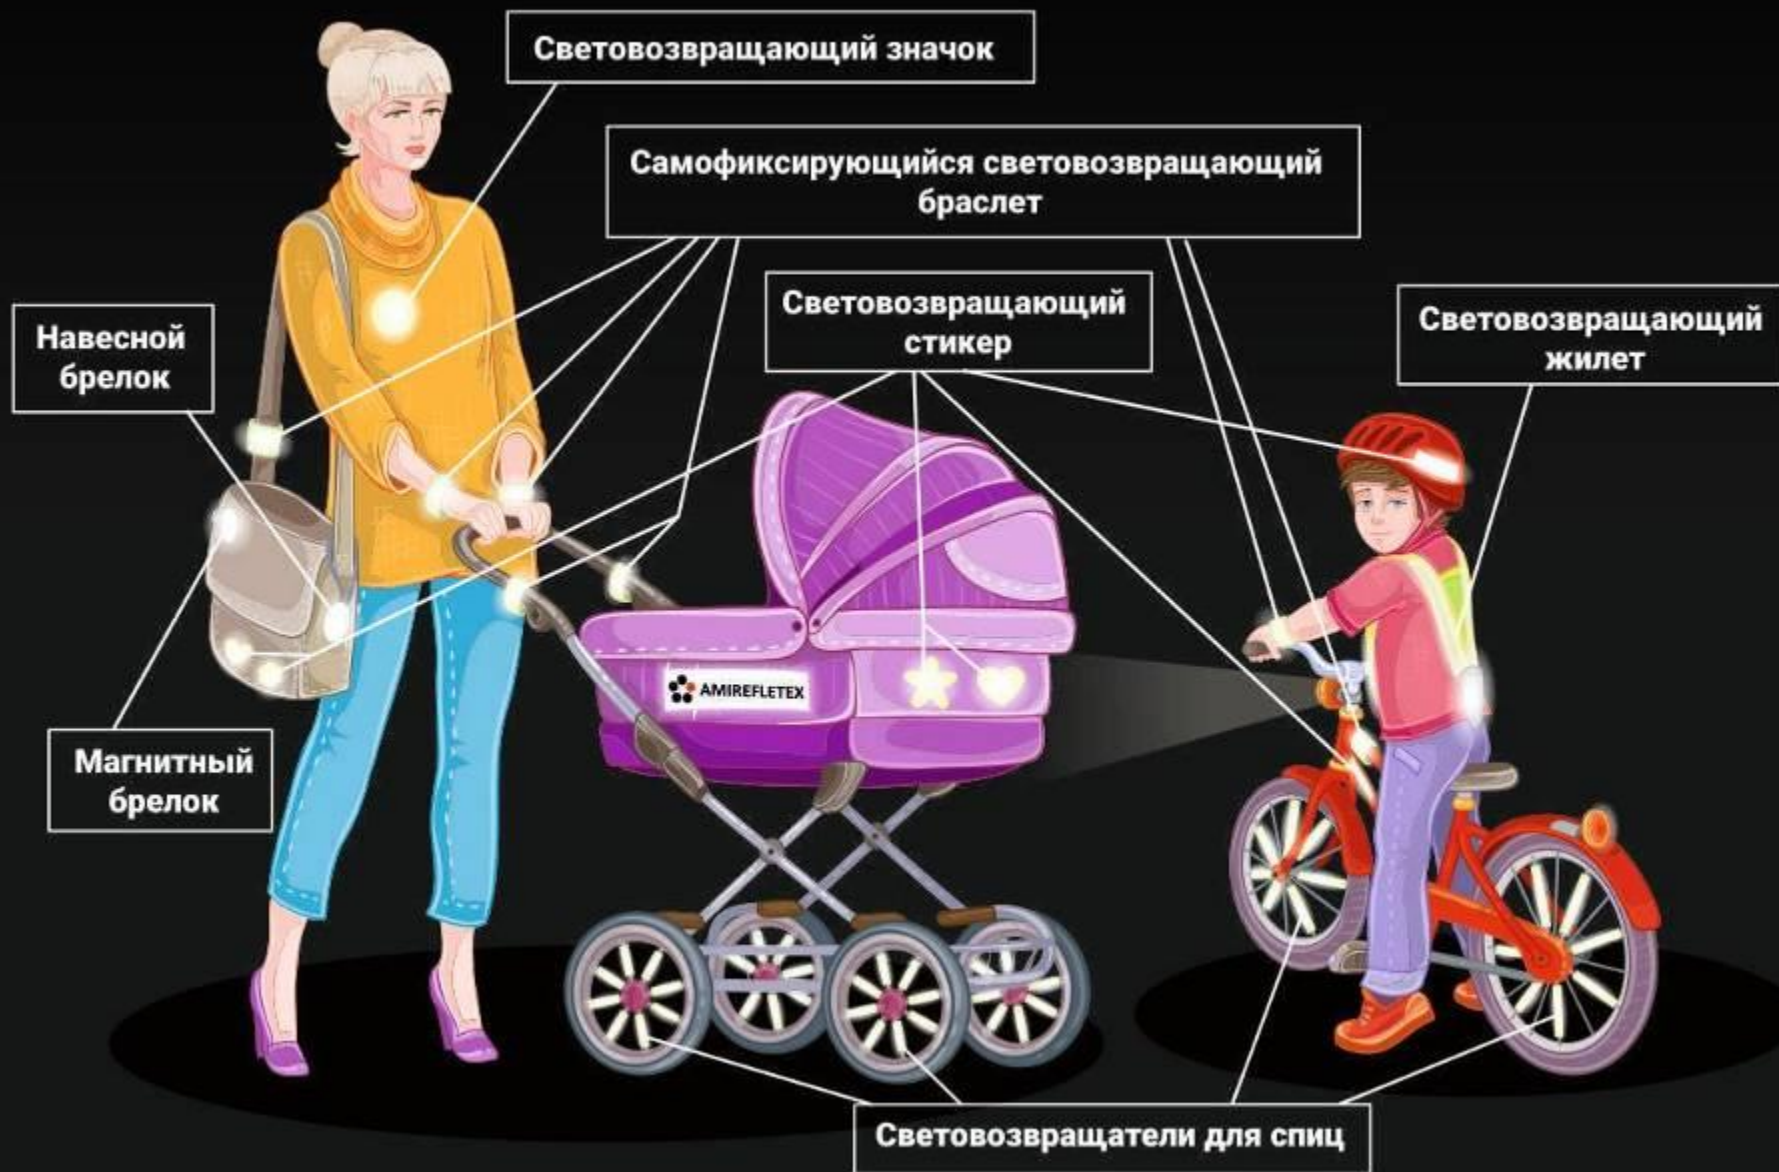 Световозвращающий значок
Самофиксирующийся световозвращающий
браслет
Световозвращающий
стикер
Световозвращающий
жилет
Навесной
брелок
AMIREFLETEX
Магнитный
брелок
Световозвращатели для спиц